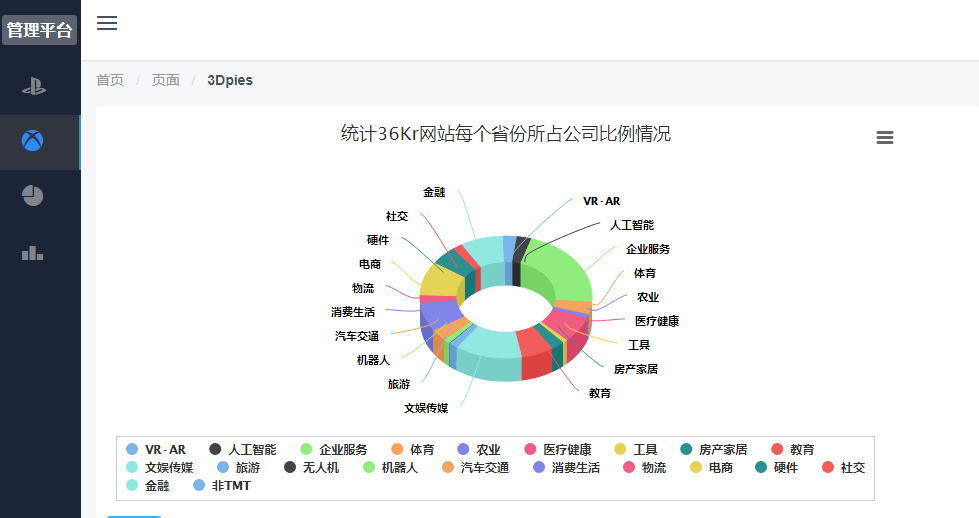 管理平台
首页 / 页面 / 3Dpies
统计36Kr网站每个省份所占公司比例情况
金融
VR·AR
社交
人工智能
硬件
企业服务
电商
体育
物流
农业
消费生活
医疗健康
汽车交通
工具
机器人
房产家居
旅游
教育
文娱传媒
VR·AR 人工智能 企业服务 体育 农业 医疗健康 工具 房产家居 教育
文娱传媒 旅游 无人机 机器人 汽车交通 消费生活 物流 电商 硬件 社交
金融 非TMT